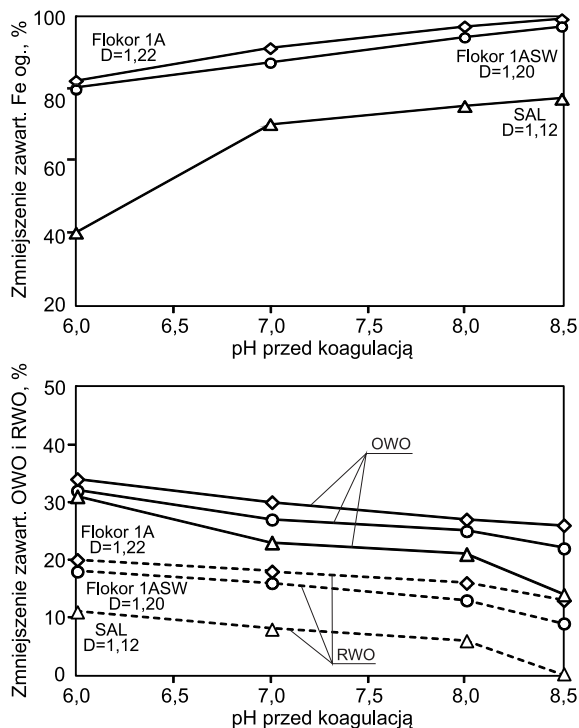 Zmniejszenie zawart. Fe og., %
100
80
60
40
20
Flokor 1A
D=1,22
Flokor 1ASW
D=1,20
SAL
D=1,12
6,0 6,5 7,0 7,5 8,0 8,5
pH przed koagulacją
Zmniejszenie zawart. OWO i RWO, %
50
40
30
20
10
0
OWO
Flokor 1A
D=1,22
Flokor 1ASW
D=1,20
SAL
D=1,12
RWO
6,0 6,5 7,0 7,5 8,0 8,5
pH przed koagulacją